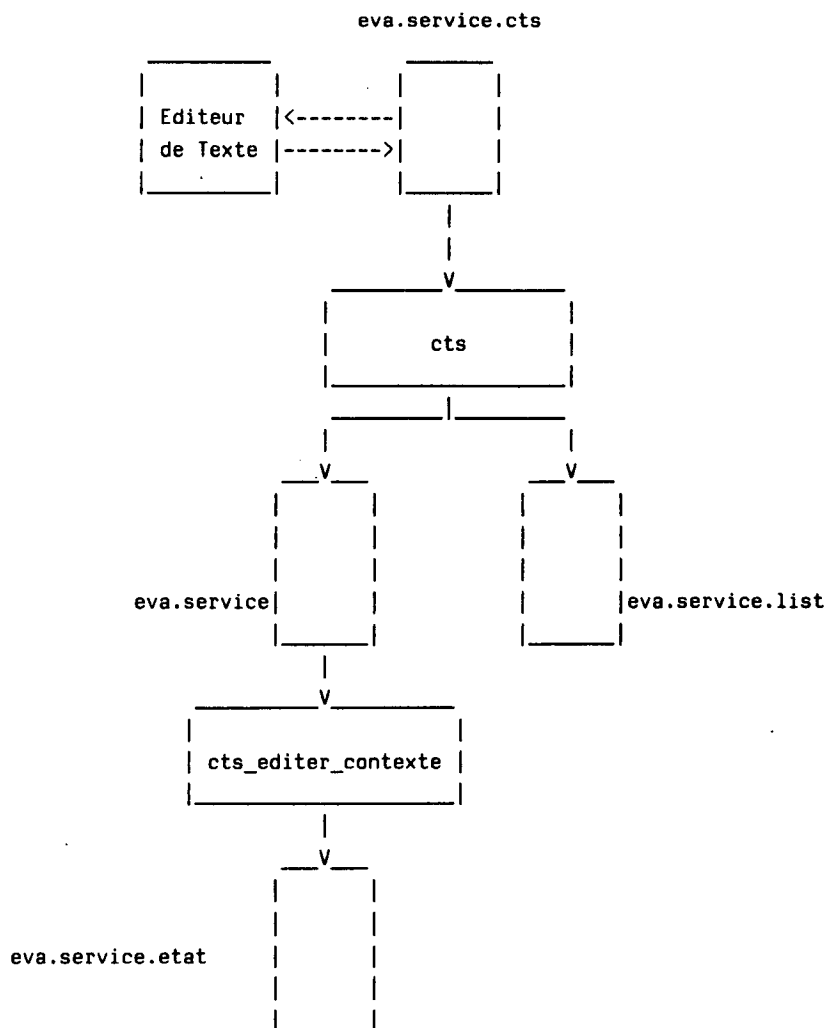 eva.service.cts
Editeur
de Texte
cts
eva.service
eva.service.list
cts_editer_contexte
eva.service.etat